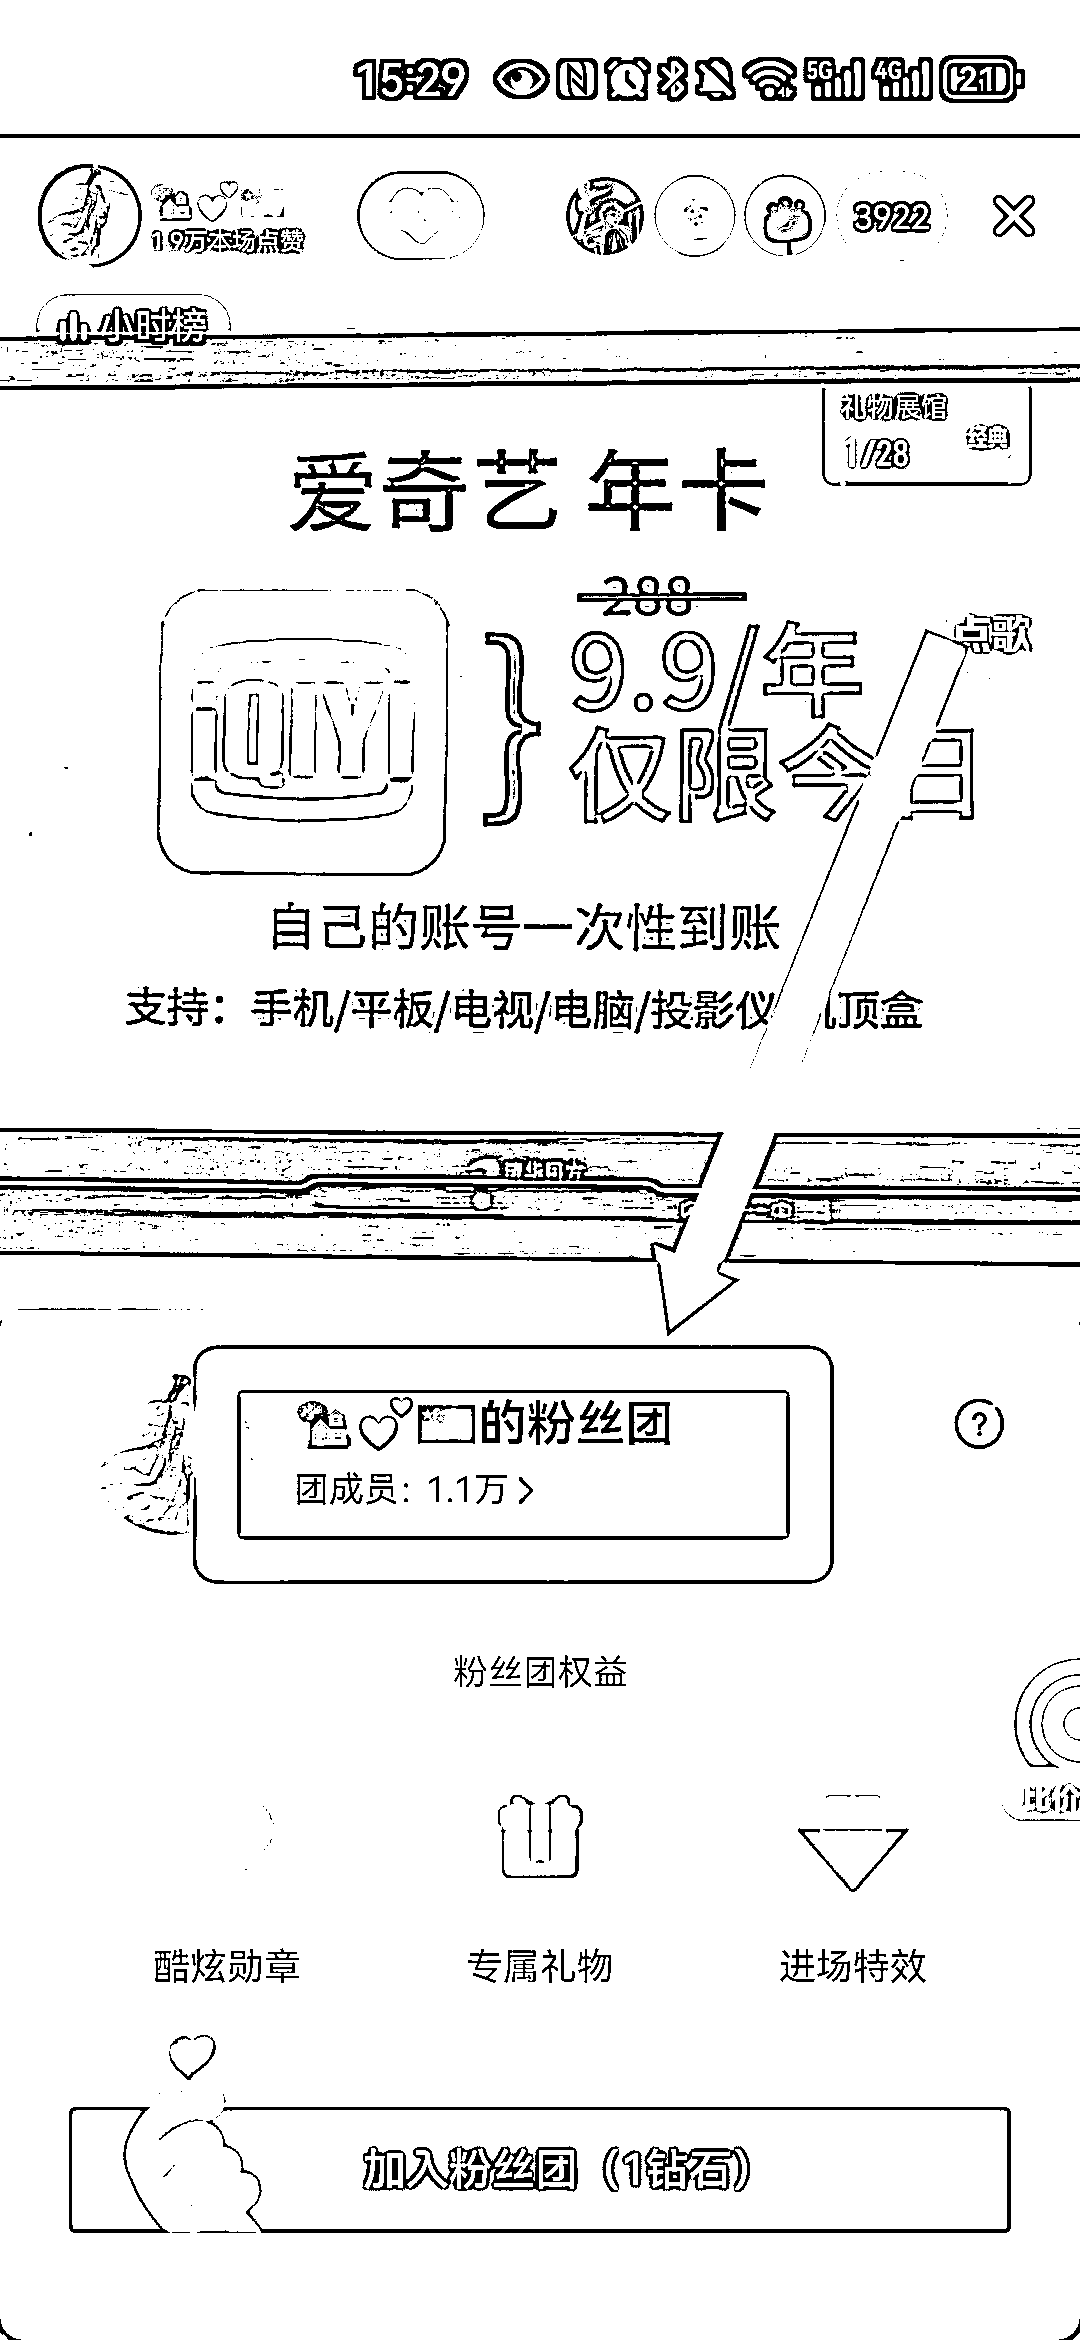 15:29
5G 4G 21
19万本场点赞
3922
小时榜
礼物展馆
1/28 经典
爱奇艺 年卡
288
9.9/年
点歌
iQIYI
仅限今日
自己的账号一次性到账
支持：手机/平板/电视/电脑/投影仪 机顶盒
的粉丝团
团成员：1.1万
粉丝团权益
比价
酷炫勋章 专属礼物 进场特效
加入粉丝团（1钻石）